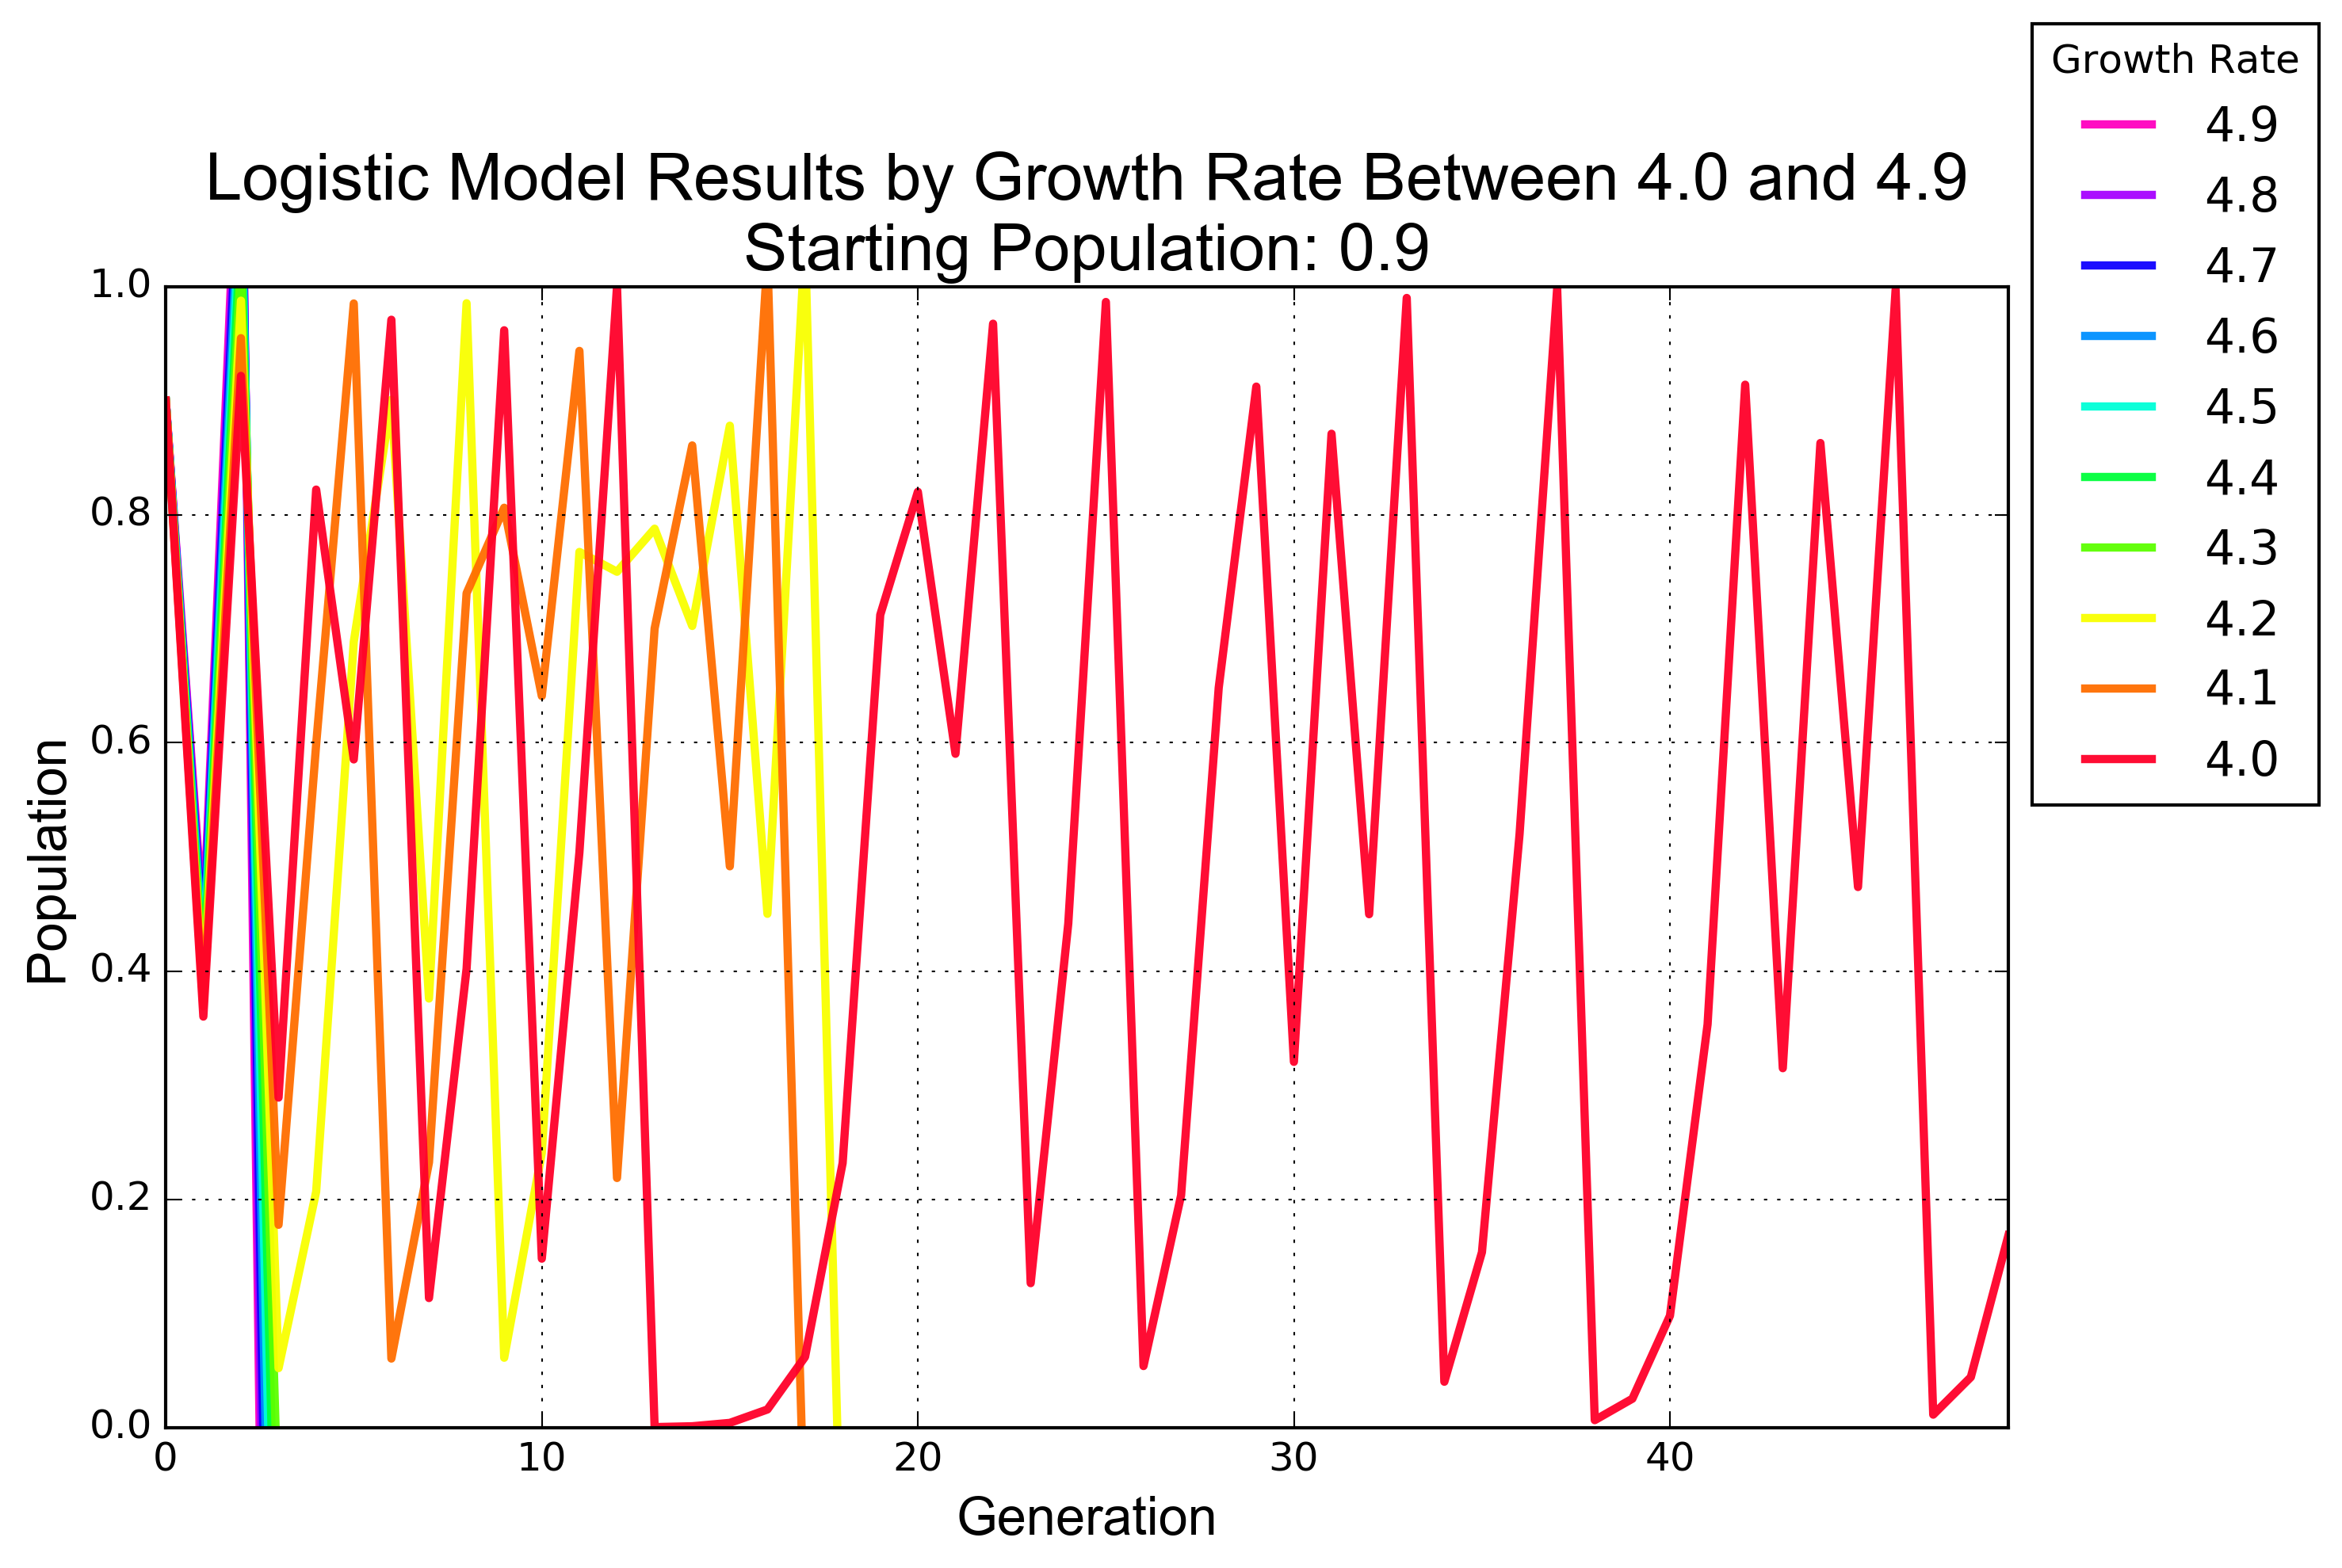 Logistic Model Results by Growth Rate Between 4.0 and 4.9
Starting Population: 0.9
Growth Rate
4.9
4.8
4.7
4.6
4.5
4.4
4.3
4.2
4.1
4.0
Population
1.0
0.8
0.6
0.4
0.2
0.0
0 10 20 30 40
Generation